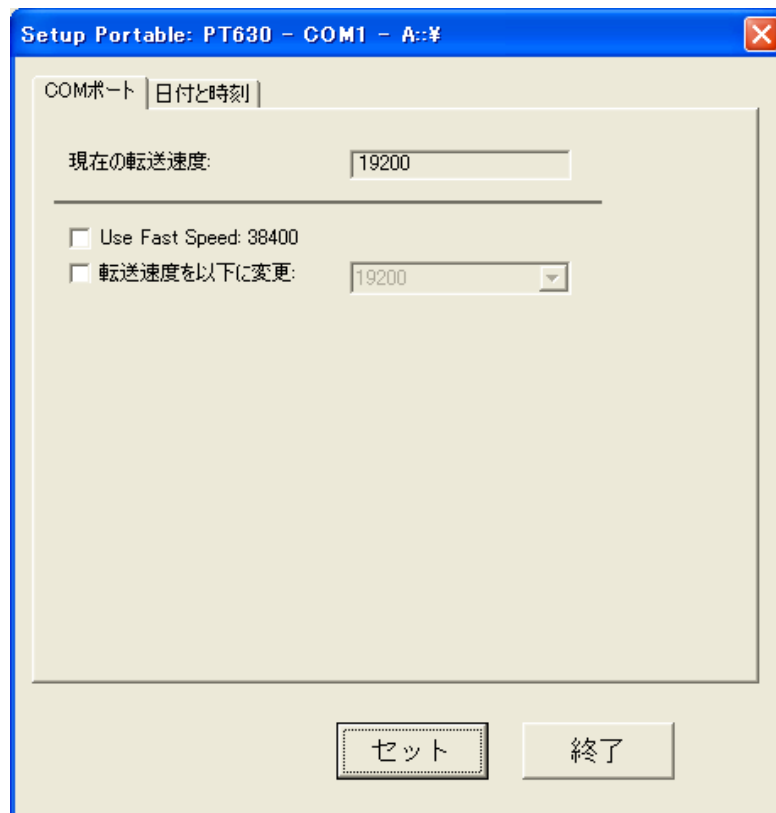 Setup Portable: PT630 - COM1 - A::¥
COMポート 日付と時刻
現在の転送速度: 19200
Use Fast Speed: 38400
転送速度を以下に変更: 19200
セット 終了